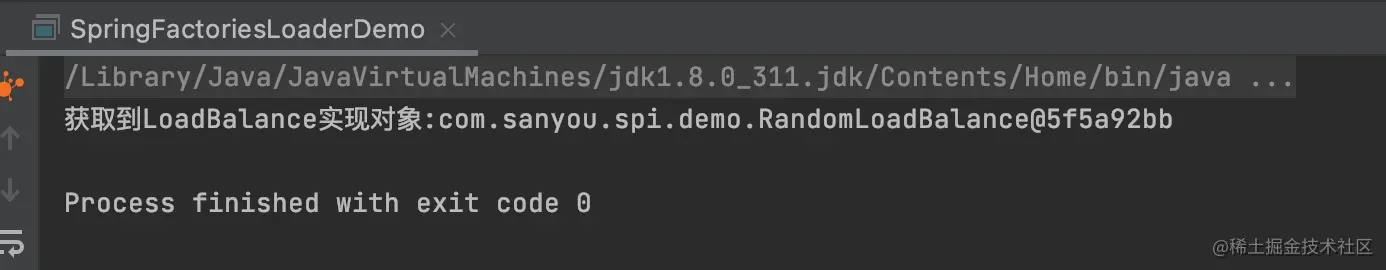 SpringFactoriesLoaderDemo
/Library/Java/JavaVirtualMachines/jdk1.8.0_311.jdk/Contents/Home/bin/java ...
获取到LoadBalance实现对象:com.sanyou.spi.demo.RandomLoadBalance@5f5a92bb
Process finished with exit code 0
@稀土掘金技术社区